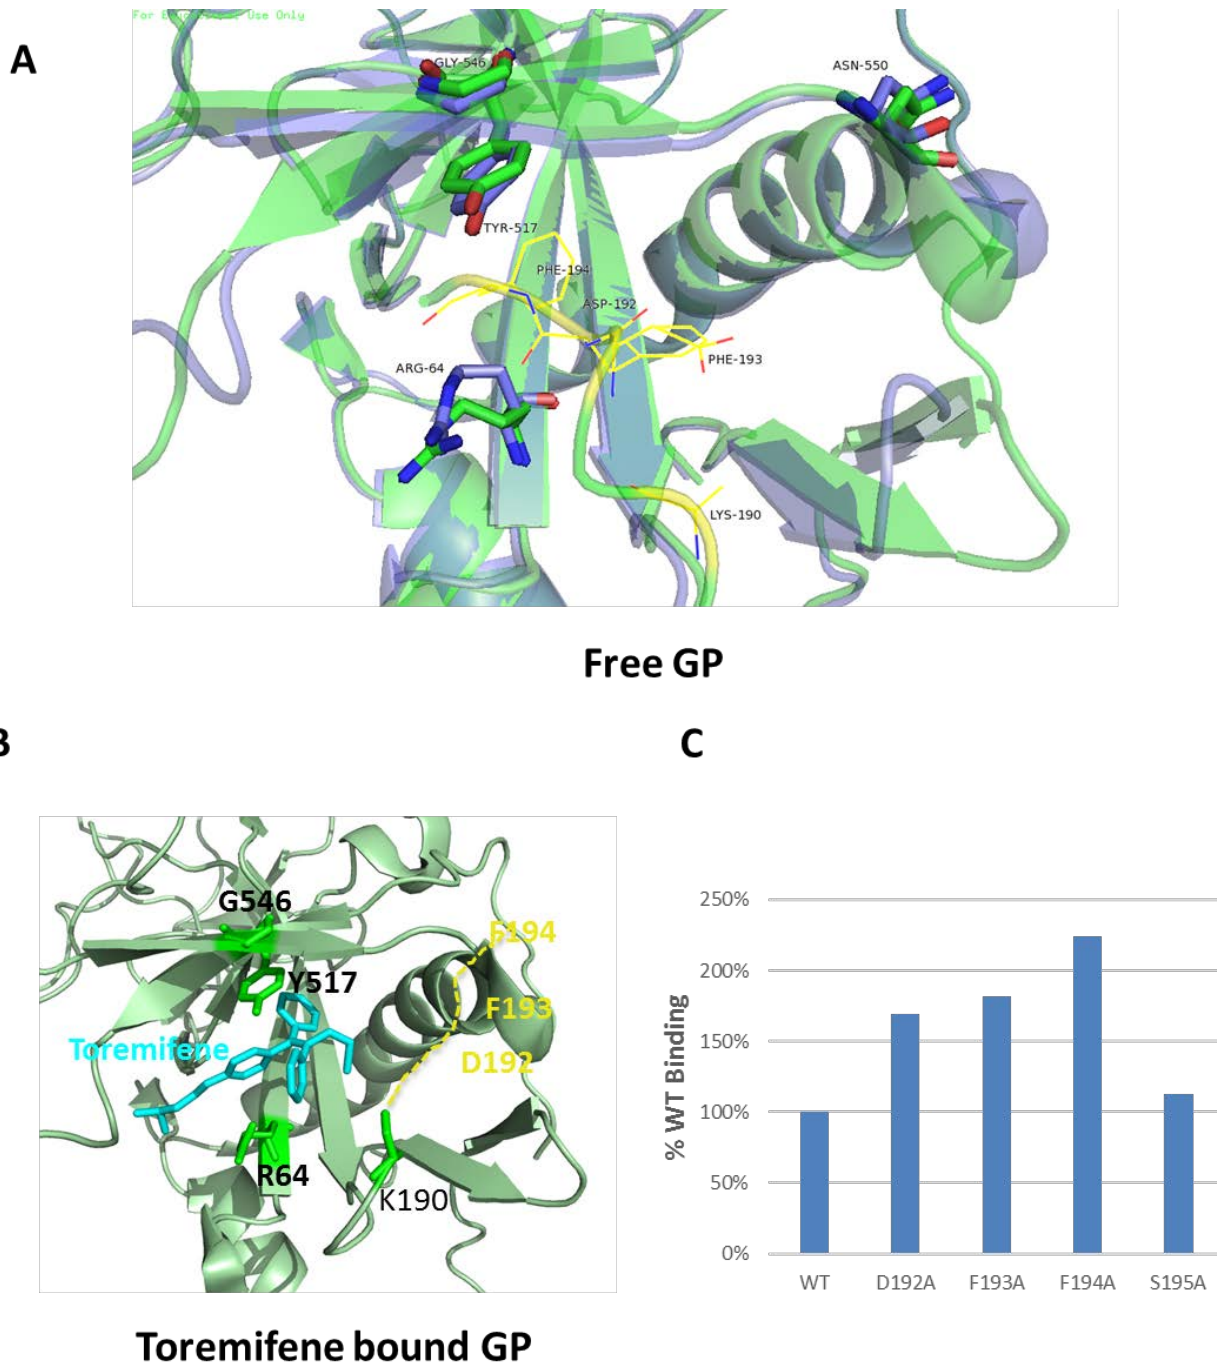 For Educational Use Only
A
GLY-546
ASN-550
TYR-517
PHE-194
ASP-192
PHE-193
ARG-64
LYS-190
Free GP
B
C
G546
F194
Y517
F193
Toremifene
D192
R64
K190
Toremifene bound GP
% WT Binding
250%
200%
150%
100%
50%
0%
WT D192A F193A F194A S195A